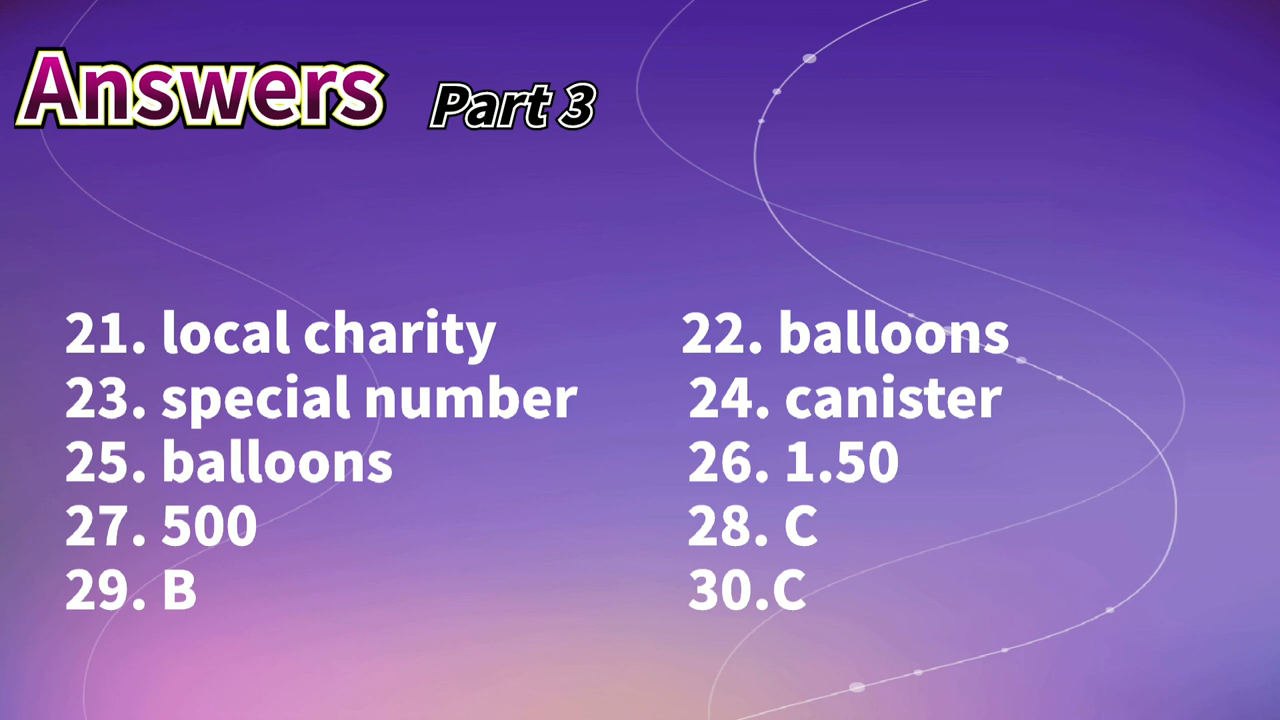 Answers Part 3
21. local charity 22. balloons
23. special number 24. canister
25. balloons 26. 1.50
27. 500 28. C
29. B 30.C